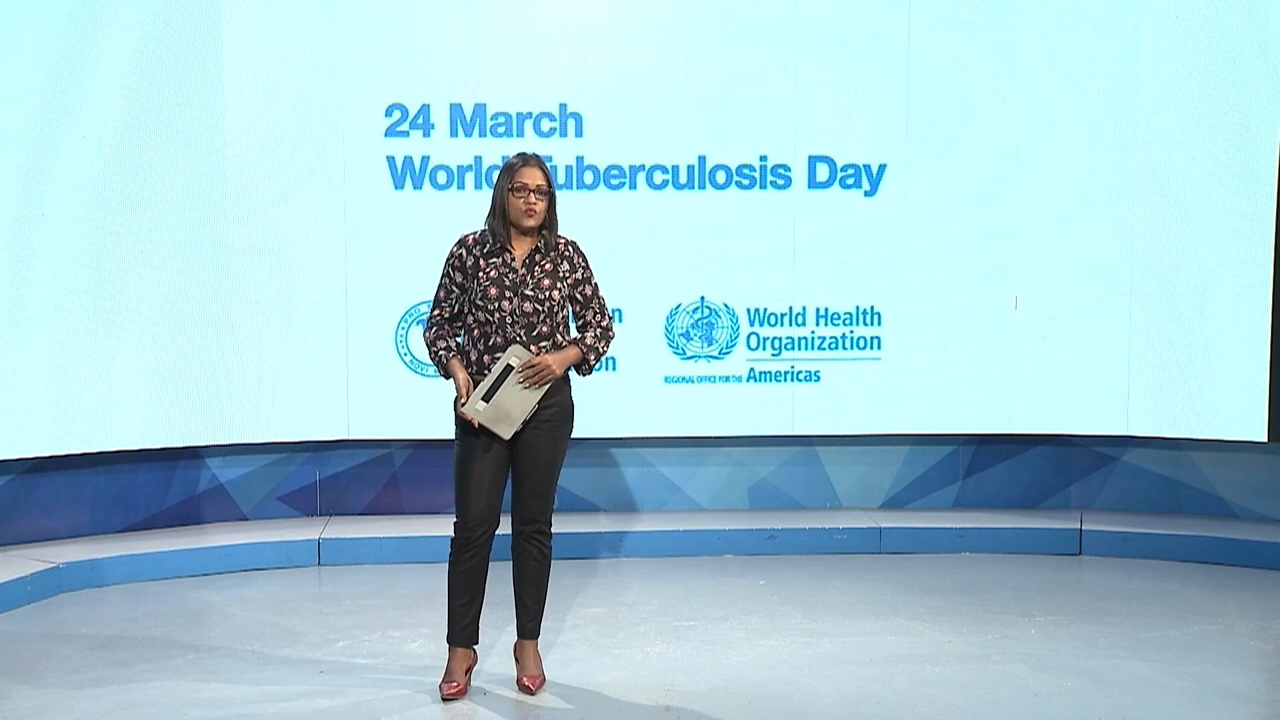 24 March
World Tuberculosis Day
World Health
Organization
REGIONAL OFFICE FOR THE Americas